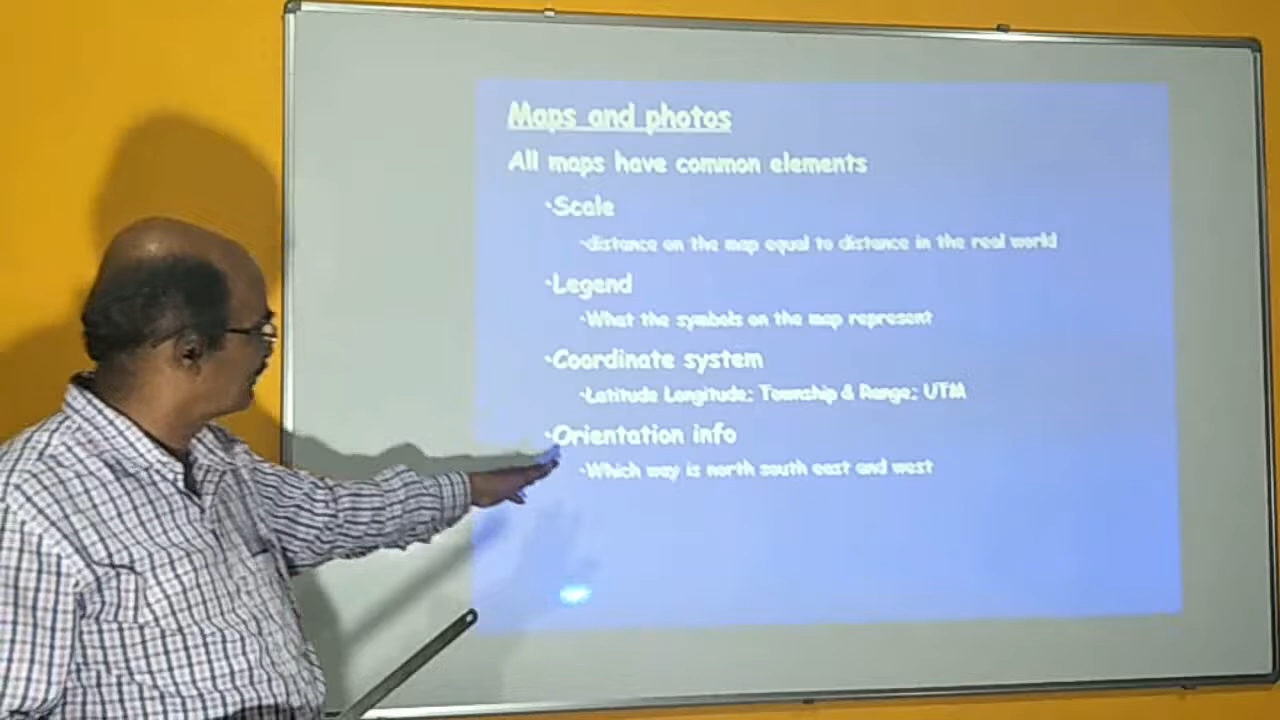 Maps and photos
All maps have common elements
•Scale
•distance on the map equal to distance in the real world
•Legend
•What the symbols on the map represent
•Coordinate system
•Latitude Longitude; Township & Range; UTM
•Orientation info
•Which way is north south east and west